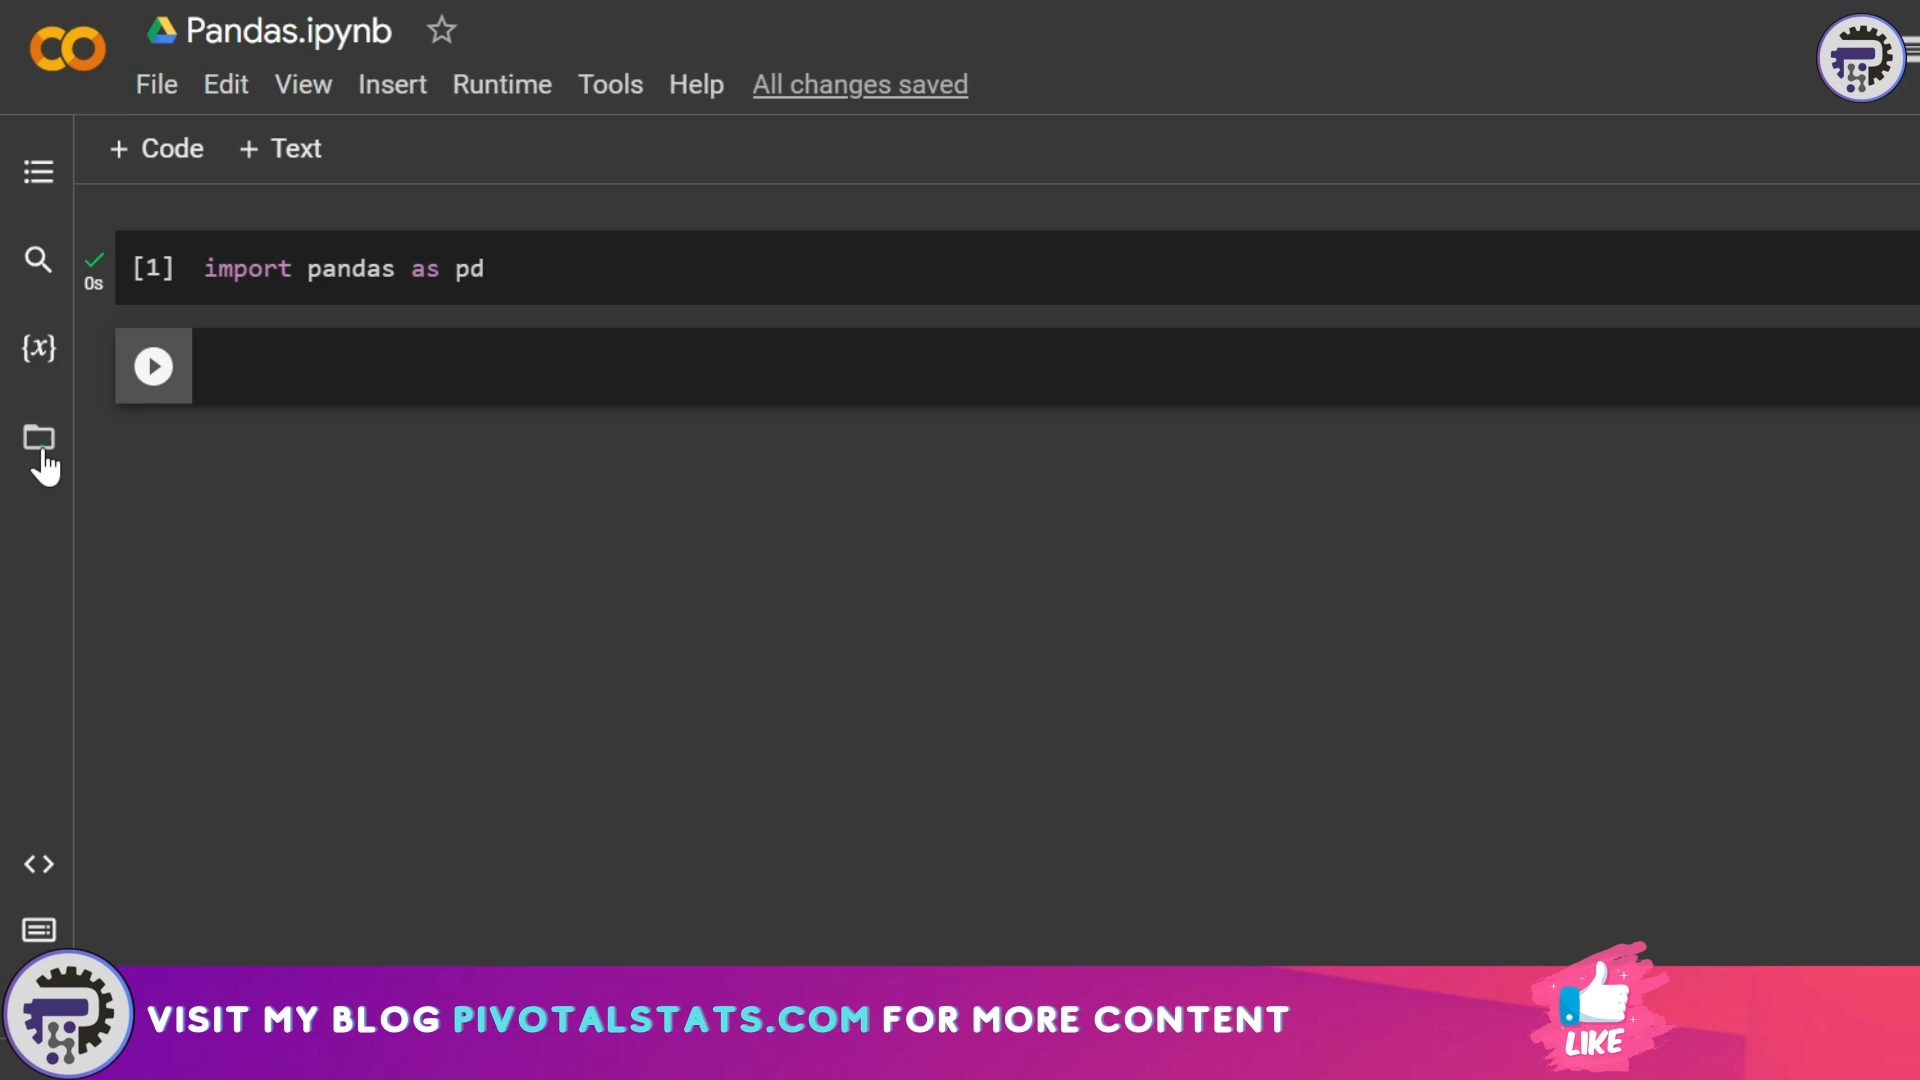 Pandas.ipynb
File Edit View Insert Runtime Tools Help All changes saved
+ Code + Text
[1] import pandas as pd
0s
{x}
VISIT MY BLOG PIVOTALSTATS.COM FOR MORE CONTENT
LIKE